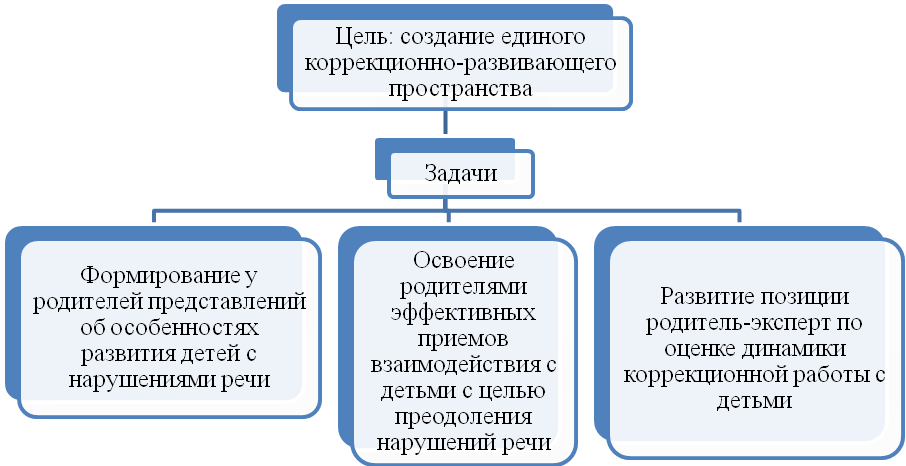 Цель: создание единого
коррекционно-развивающего
пространства
Задачи
Формирование у
родителей представлений
об особенностях
развития детей с
нарушениями речи
Освоение
родителями
эффективных
приемов
взаимодействия с
детьми с целью
преодоления
нарушений речи
Развитие позиции
родитель-эксперт по
оценке динамики
коррекционной работы с
детьми